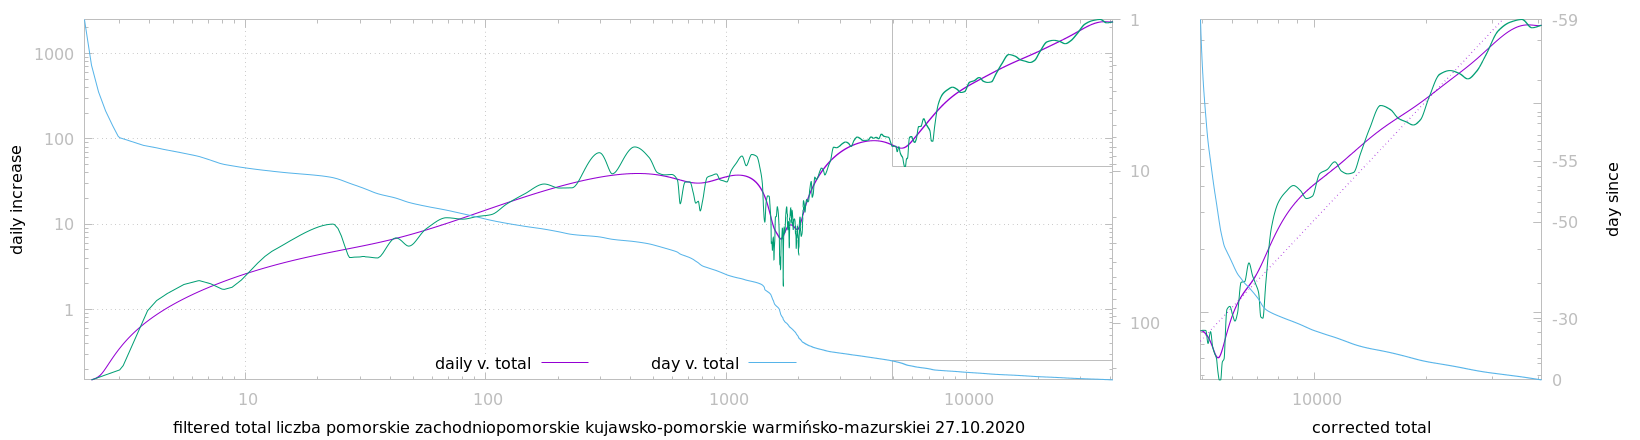 1000
100
10
1
daily increase
daily v. total
day v. total
10
100
1000
10000
filtered total liczba pomorskie zachodniopomorskie kujawsko-pomorskie warmińsko-mazurskiei 27.10.2020
1
10
100
-59
-55
-50
-30
0
day since
10000
corrected total